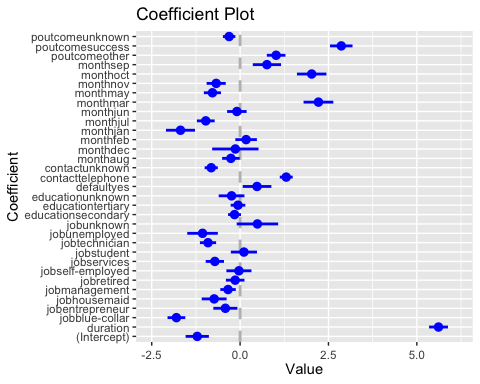 Coefficient Plot
poutcomeunknown
poutcomesuccess
poutcomeother
monthsep
monthoct
monthnov
monthmay
monthmar
monthjun
monthjul
monthjan
monthfeb
monthdec
monthaug
contactunknown
contacttelephone
defaultyes
educationunknown
educationtertiary
educationsecondary
jobunknown
jobunemployed
jobtechnician
jobstudent
jobservices
jobself-employed
jobretired
jobmanagement
jobhousemaid
jobentrepreneur
jobblue-collar
duration
(Intercept)
Coefficient
-2.5 0.0 2.5 5.0
Value